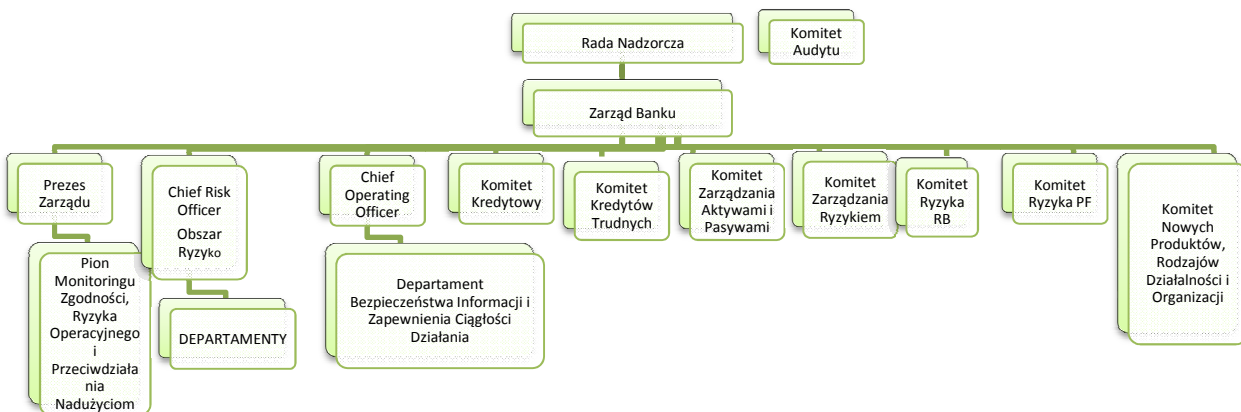 Rada Nadzorcza
Komitet
Audytu
Zarząd Banku
Prezes
Zarządu
Chief Risk
Officer
Obszar
Ryzyko
Chief
Operating
Officer
Komitet
Kredytowy
Komitet
Kredytów
Trudnych
Komitet
Zarządzania
Aktywami i
Pasywami
Komitet
Zarządzania
Ryzykiem
Komitet
Ryzyka
RB
Komitet
Ryzyka PF
Komitet
Nowych
Produktów,
Rodzajów
Działalności i
Organizacji
Pion
Monitoringu
Zgodności,
Ryzyka
Operacyjnego
i
Przeciwdziała
nia
Nadużyciom
DEPARTAMENTY
Departament
Bezpieczeństwa Informacji i
Zapewnienia Ciągłości
Działania